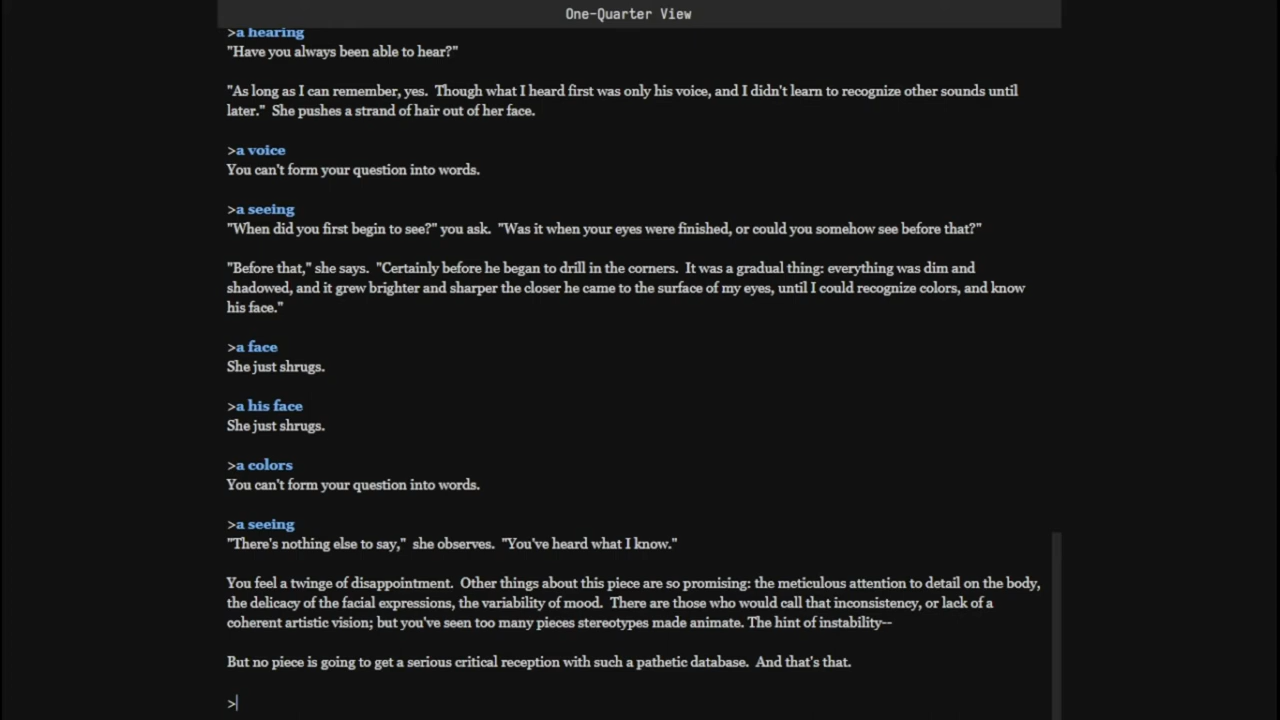 One-Quarter View
>a hearing
"Have you always been able to hear?"
"As long as I can remember, yes.  Though what I heard first was only his voice, and I didn't learn to recognize other sounds until
later."  She pushes a strand of hair out of her face.
>a voice
You can't form your question into words.
>a seeing
"When did you first begin to see?" you ask.  "Was it when your eyes were finished, or could you somehow see before that?"
"Before that," she says.  "Certainly before he began to drill in the corners.  It was a gradual thing: everything was dim and
shadowed, and it grew brighter and sharper the closer he came to the surface of my eyes, until I could recognize colors, and know
his face."
>a face
She just shrugs.
>a his face
She just shrugs.
>a colors
You can't form your question into words.
>a seeing
"There's nothing else to say,"  she observes.  "You've heard what I know."
You feel a twinge of disappointment.  Other things about this piece are so promising: the meticulous attention to detail on the body,
the delicacy of the facial expressions, the variability of mood.  There are those who would call that inconsistency, or lack of a
coherent artistic vision; but you've seen too many pieces stereotypes made animate. The hint of instability--
But no piece is going to get a serious critical reception with such a pathetic database.  And that's that.
>